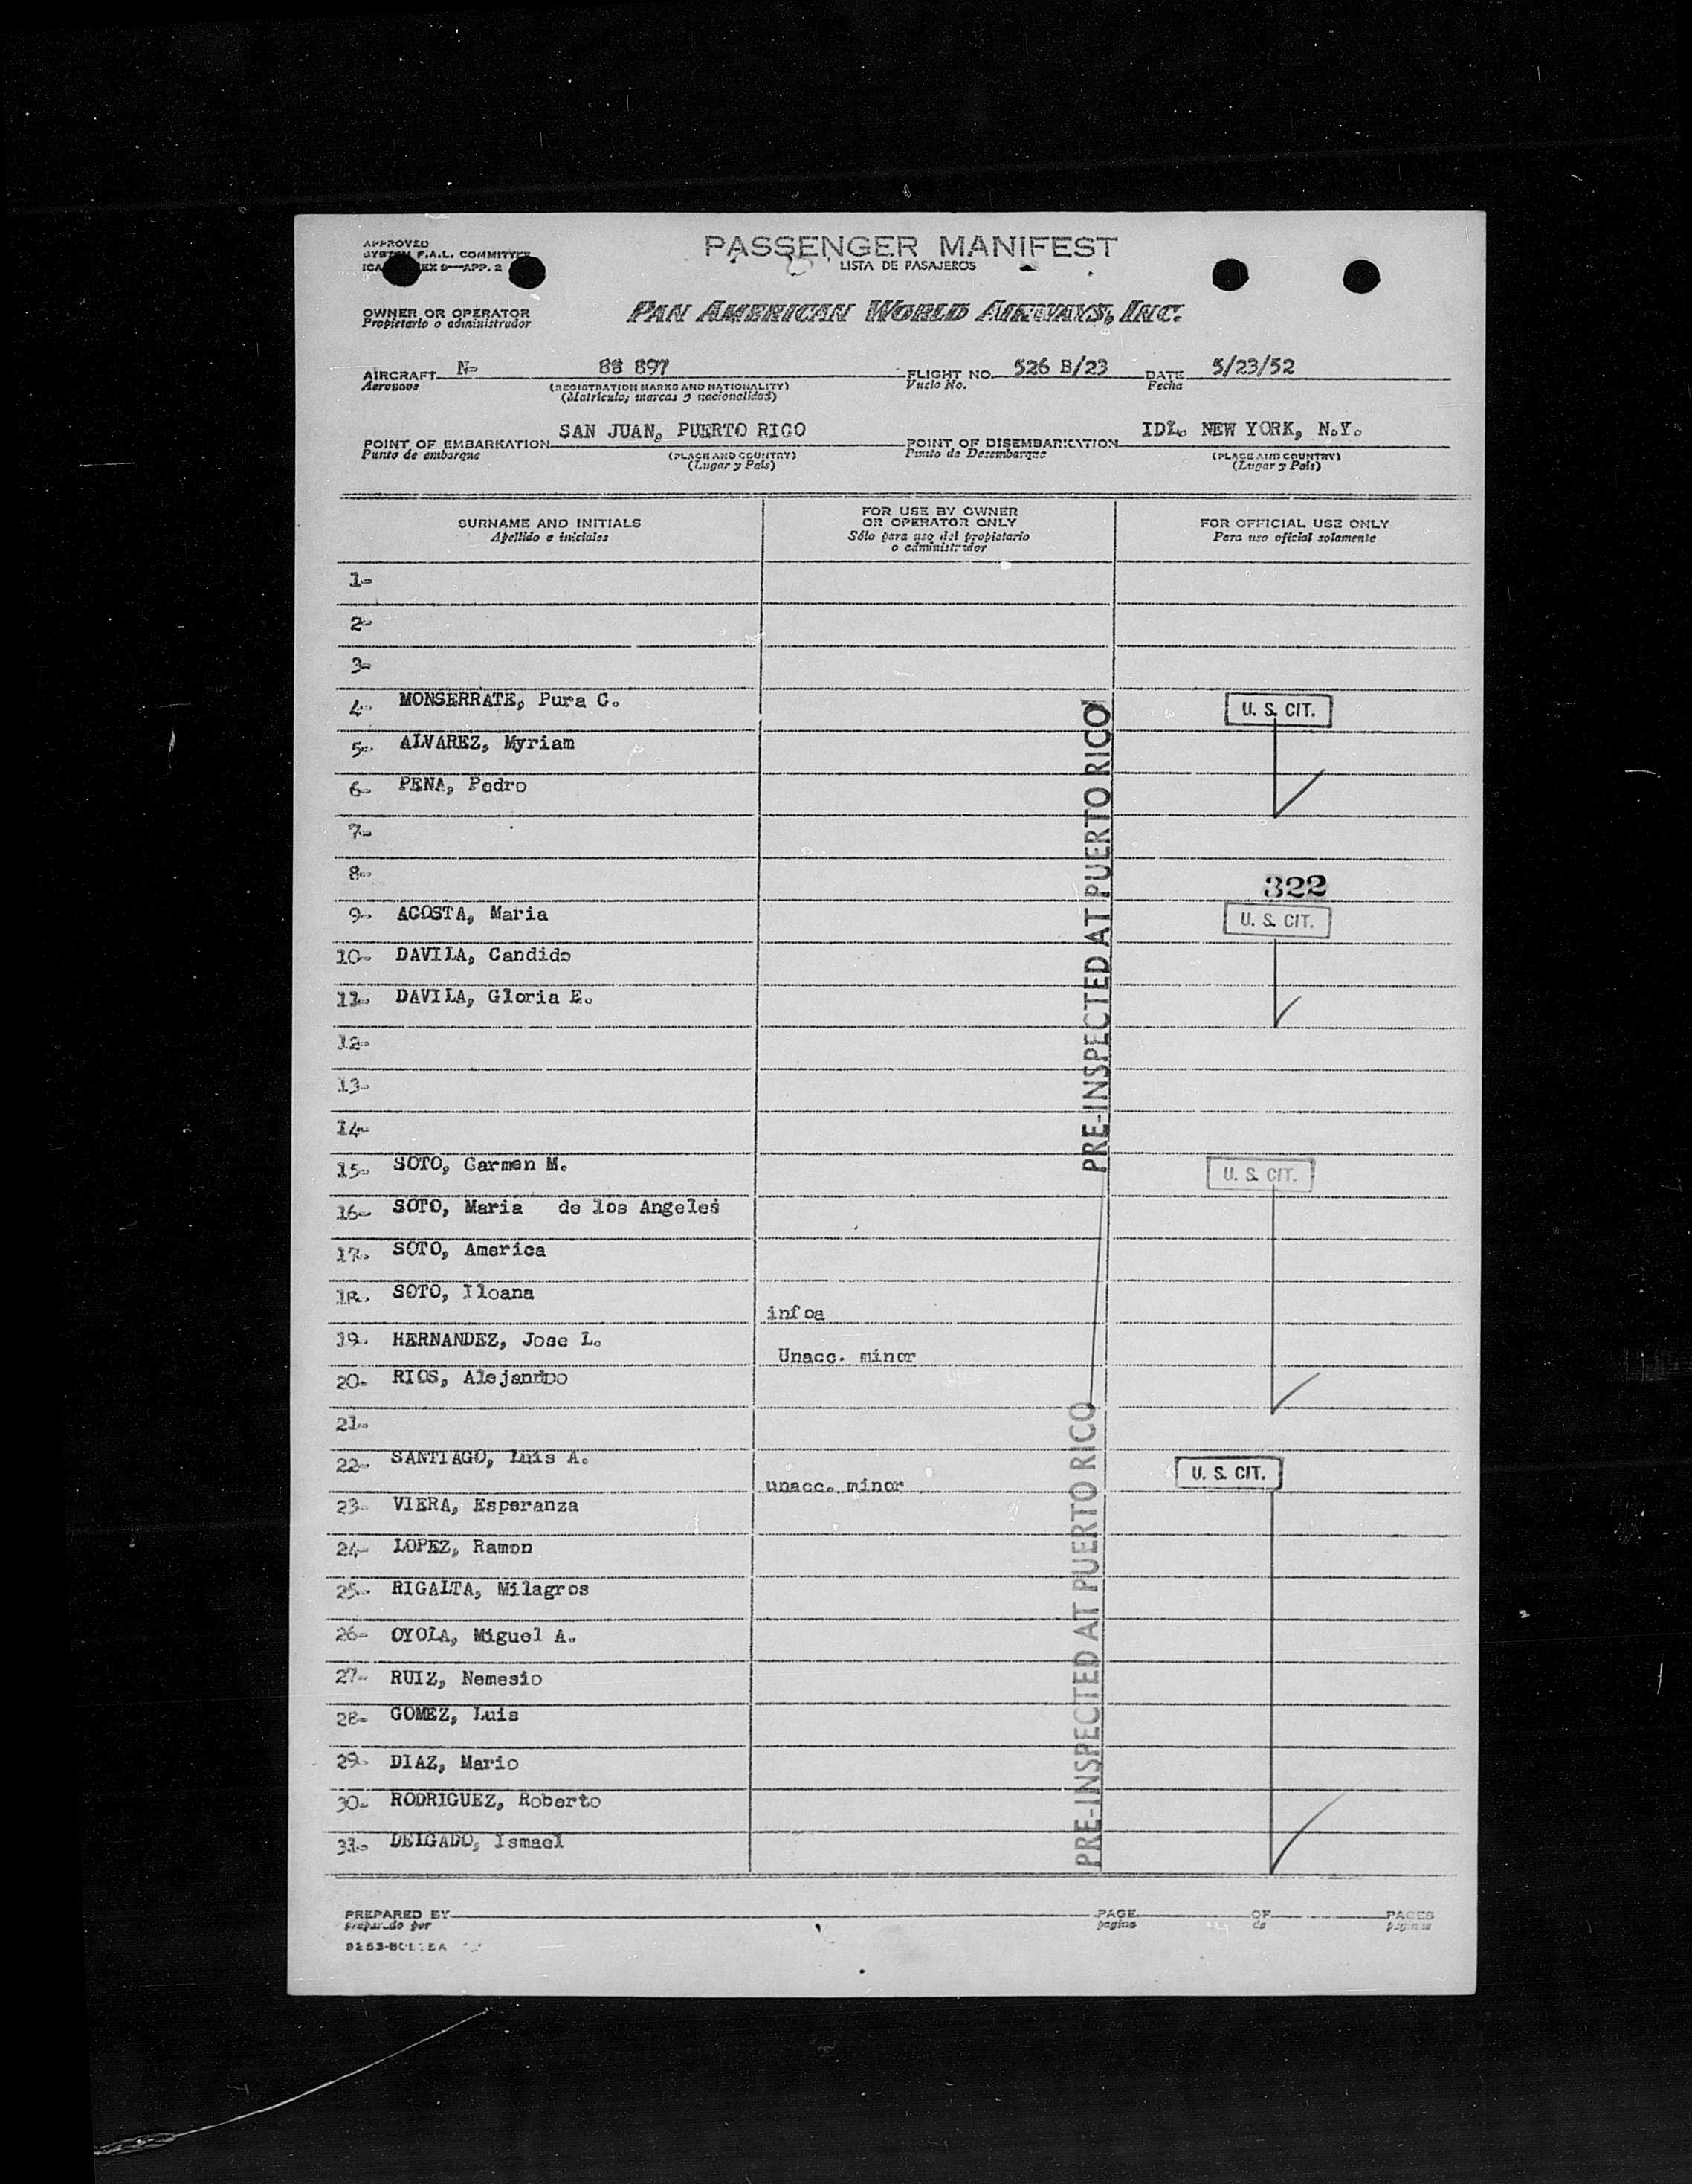 APPROVED
SYSTEM F.A.L. COMMITTEE
EX 9—APP. 2
PASSENGER MANIFEST
LISTA DE PASAJEROS
OWNER OR OPERATOR
Propietario o administrador
PAN AMERICAN WORLD AIRWAYS, INC.
AIRCRAFT N- 88 897 FLIGHT NO. 526 B/23 DATE 5/23/52
Aeronave (REGISTRATION MARKS AND NATIONALITY) Vuelo No. Fecha
(Matrícula, marcas y nacionalidad)
POINT OF EMBARKATION SAN JUAN, PUERTO RICO POINT OF DISEMBARKATION IDL. NEW YORK, N.Y.
Punto de embarque (PLACE AND COUNTRY) Punto de Desembarque (PLACE AND COUNTRY)
(Lugar y País) (Lugar y País)
SURNAME AND INITIALS
Apellido e iniciales
FOR USE BY OWNER
OR OPERATOR ONLY
Sólo para uso del propietario
o administrador
FOR OFFICIAL USE ONLY
Para uso oficial solamente
1-
2-
3-
4- MONSERRATE, Pura C. U. S. CIT.
5- ALVAREZ, Myriam
6- PENA, Pedro
7-
8- 322
9- ACOSTA, Maria U. S. CIT.
10- DAVILA, Candido
11- DAVILA, Gloria E.
12-
13-
14-
15- SOTO, Carmen M. U. S. CIT.
16- SOTO, Maria de los Angeles
17- SOTO, America
18. SOTO, Iloana infoa
19- HERNANDEZ, Jose L. Unacc. minor
20- RIOS, Alejandro
21-
22- SANTIAGO, Luis A. unacc. minor U. S. CIT.
23- VIERA, Esperanza
24- LOPEZ, Ramon
25- RIGALTA, Milagros
26- OYOLA, Miguel A.
27- RUIZ, Nemesio
28- GOMEZ, Luis
29- DIAZ, Mario
30- RODRIGUEZ, Roberto
31- DELGADO, Ismael
PRE-INSPECTED AT PUERTO RICO
PRE-INSPECTED AT PUERTO RICO
PREPARED BY PAGE OF PAGES
preparado por pagina de paginas